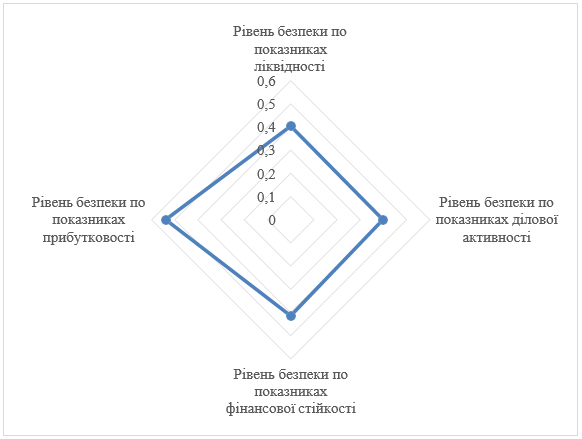 Рівень безпеки по
показниках
ліквідності
0,6
0,5
0,4
0,3
0,2
0,1
0
Рівень безпеки по
показниках
прибутковості
Рівень безпеки по
показниках ділової
активності
Рівень безпеки по
показниках
фінансової стійкості